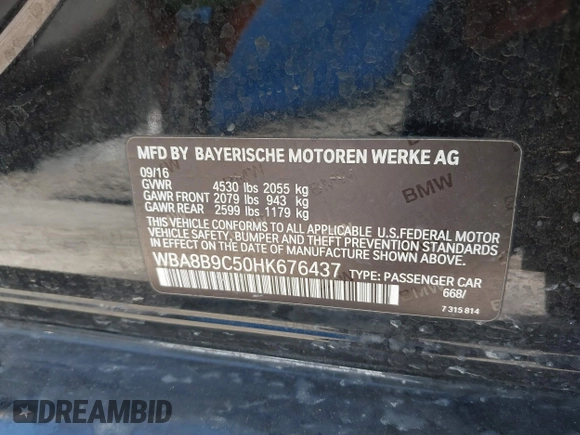 MFD BY BAYERISCHE MOTOREN WERKE AG
09/16
GVWR 4530 lbs 2055 kg
GAWR FRONT 2079 lbs 943 kg
GAWR REAR 2599 lbs 1179 kg
THIS VEHICLE CONFORMS TO ALL APPLICABLE U.S.FEDERAL MOTOR
VEHICLE SAFETY, BUMPER AND THEFT PREVENTION STANDARDS
IN EFFECT ON THE DATE OF MANUFACTURE SHOWN ABOVE.
WBA8B9C50HK676437 TYPE: PASSENGER CAR
668/
7 315 814
BMW
DREAMBID